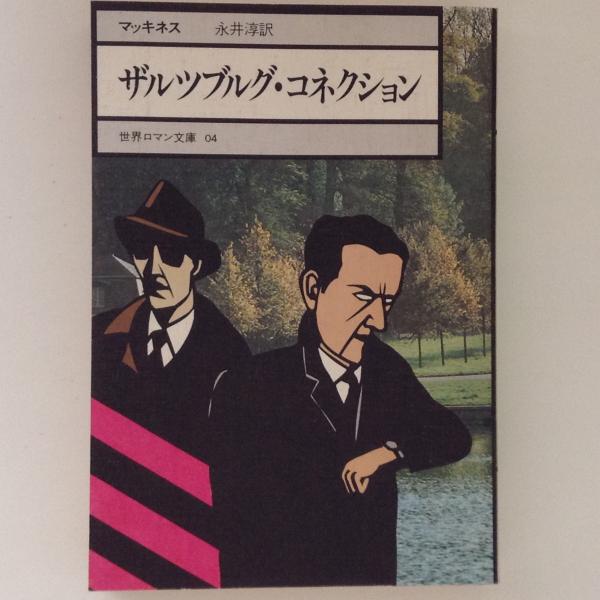 マッキネス 永井淳訳
ザルツブルグ・コネクション
世界ロマン文庫 04